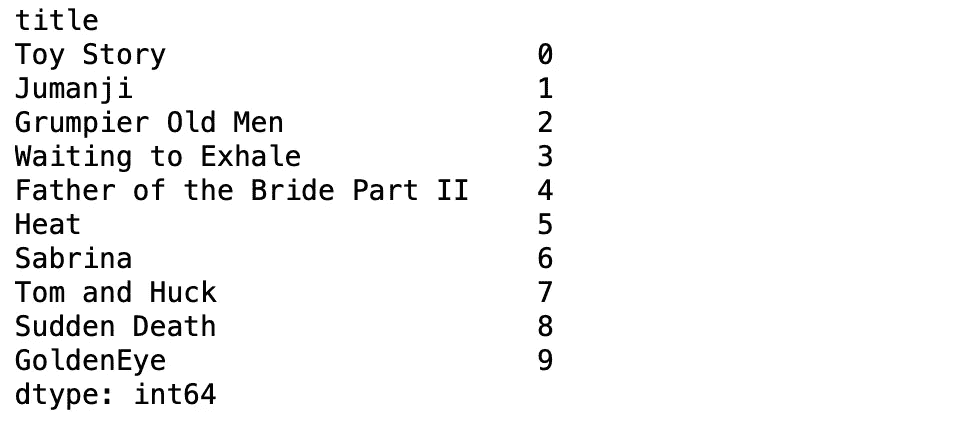 title
Toy Story                      0
Jumanji                        1
Grumpier Old Men               2
Waiting to Exhale              3
Father of the Bride Part II    4
Heat                           5
Sabrina                        6
Tom and Huck                   7
Sudden Death                   8
GoldenEye                      9
dtype: int64